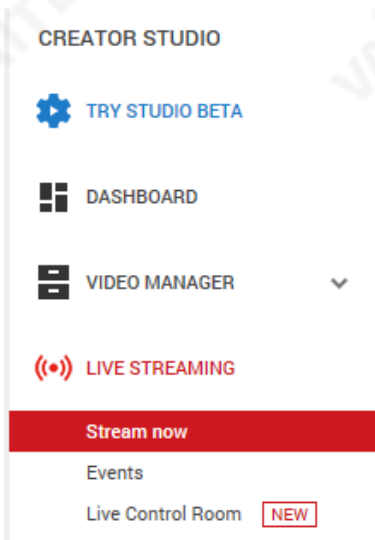 CREATOR STUDIO
TRY STUDIO BETA
DASHBOARD
VIDEO MANAGER
LIVE STREAMING
Stream now
Events
Live Control Room NEW